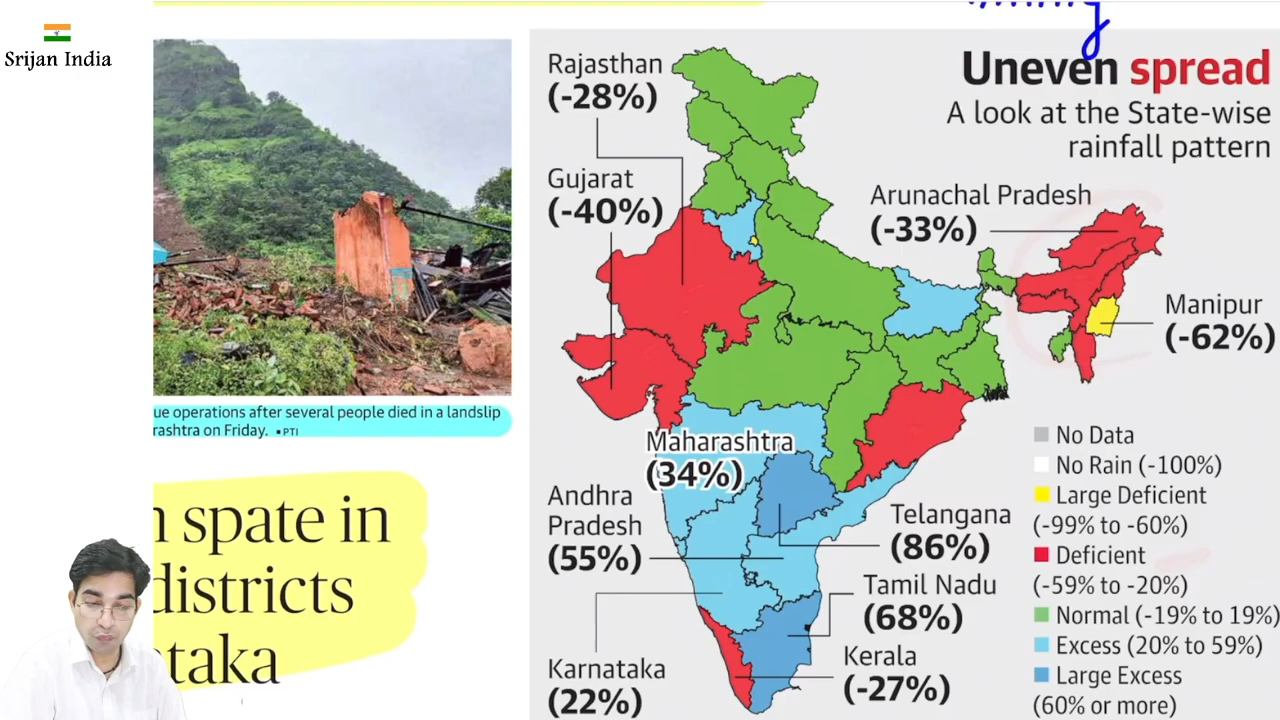 Srijan India
ue operations after several people died in a landslip
rashtra on Friday. • PTI
n spate in
districts
taka
Uneven spread
A look at the State-wise
rainfall pattern
Rajasthan
(-28%)
Gujarat
(-40%)
Arunachal Pradesh
(-33%)
Manipur
(-62%)
Maharashtra
(34%)
Andhra
Pradesh
(55%)
Telangana
(86%)
Tamil Nadu
(68%)
Karnataka
(22%)
Kerala
(-27%)
No Data
No Rain (-100%)
Large Deficient
(-99% to -60%)
Deficient
(-59% to -20%)
Normal (-19% to 19%)
Excess (20% to 59%)
Large Excess
(60% or more)